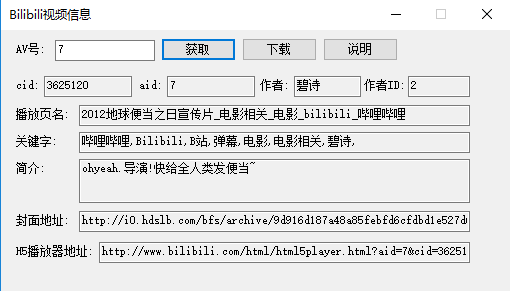 Bilibili视频信息
AV号: 7 获取 下载 说明
cid: 3625120 aid: 7 作者: 碧诗 作者ID: 2
播放页名: 2012地球便当之日宣传片_电影相关_电影_bilibili_哔哩哔哩
关键字: 哔哩哔哩,Bilibili,B站,弹幕,电影,电影相关,碧诗,
简介: ohyeah.导演!快给全人类发便当~
封面地址: http://i0.hdslb.com/bfs/archive/9d916d187a48a85febfd6cfdbd1e527d
H5播放器地址: http://www.bilibili.com/html/html5player.html?aid=7&cid=36251